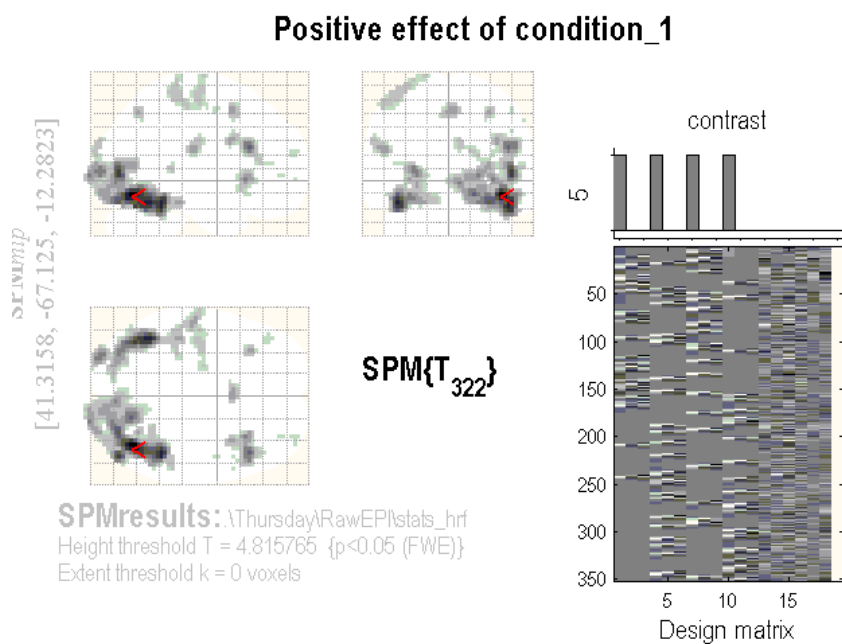 Positive effect of condition_1
SPMmip
[41.3158, -67.125, -12.2823]
<
<
<
SPM{T322}
SPMresults: .\Thursday\RawEPI\stats_hrf
Height threshold T = 4.815765 {p<0.05 (FWE)}
Extent threshold k = 0 voxels
contrast
5
50
100
150
200
250
300
350
5 10 15
Design matrix